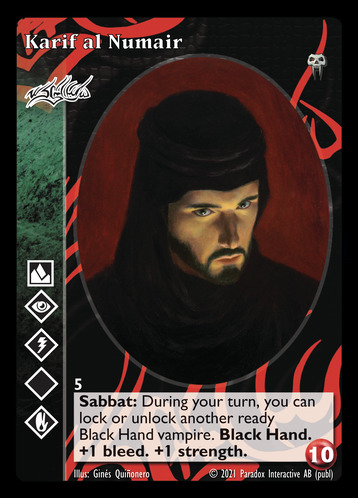 Karif al Numair
5
Sabbat: During your turn, you can
lock or unlock another ready
Black Hand vampire. Black Hand.
+1 bleed. +1 strength.
10
Illus: Ginés Quiñonero © 2021 Paradox Interactive AB (publ)